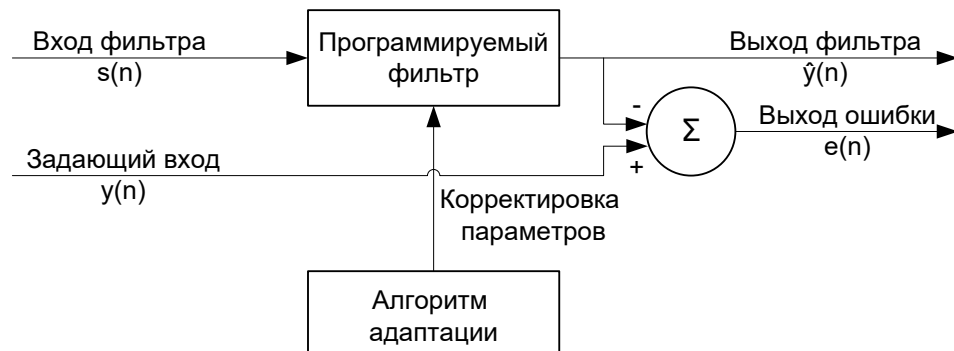 Вход фильтра
s(n)
Программируемый
фильтр
Выход фильтра
ŷ(n)
-
Σ
+
Выход ошибки
e(n)
Задающий вход
y(n)
Корректировка
параметров
Алгоритм
адаптации